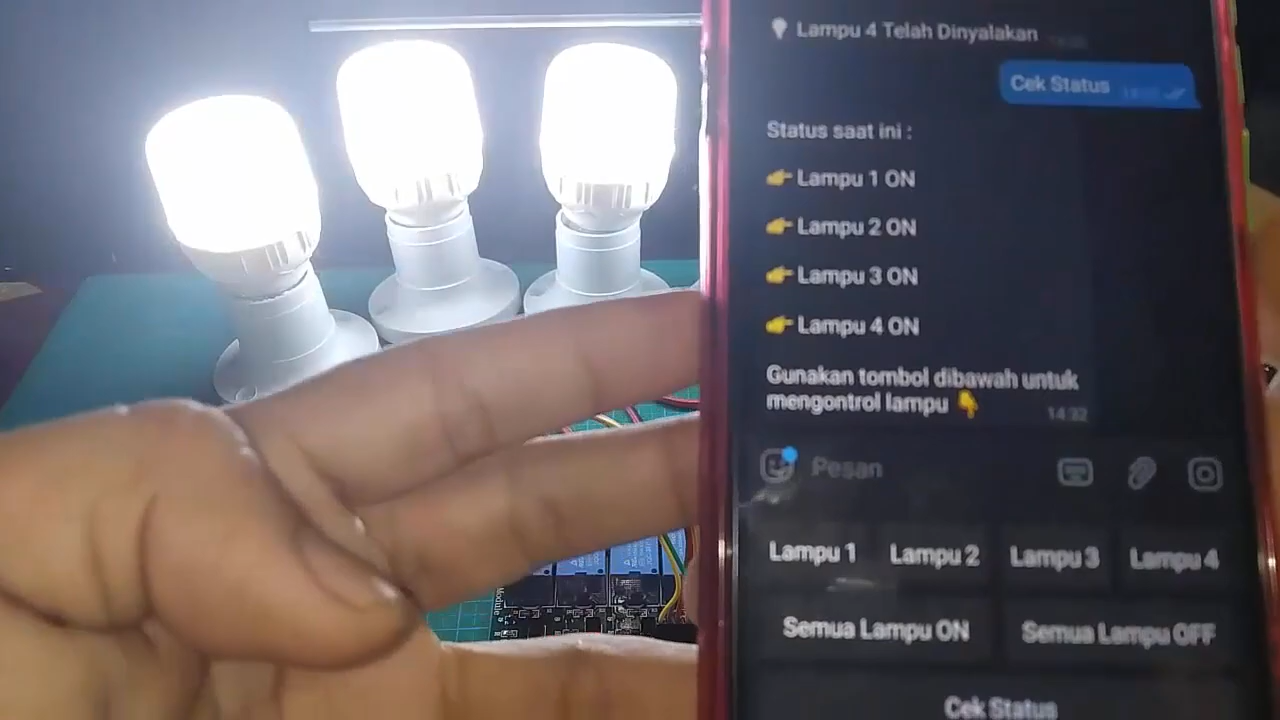 Lampu 4 Telah Dinyalakan
Cek Status
Status saat ini :
👉 Lampu 1 ON
👉 Lampu 2 ON
👉 Lampu 3 ON
👉 Lampu 4 ON
Gunakan tombol dibawah untuk
mengontrol lampu 👇
14:32
Pesan
Lampu 1 Lampu 2 Lampu 3 Lampu 4
Semua Lampu ON Semua Lampu OFF
Cek Status